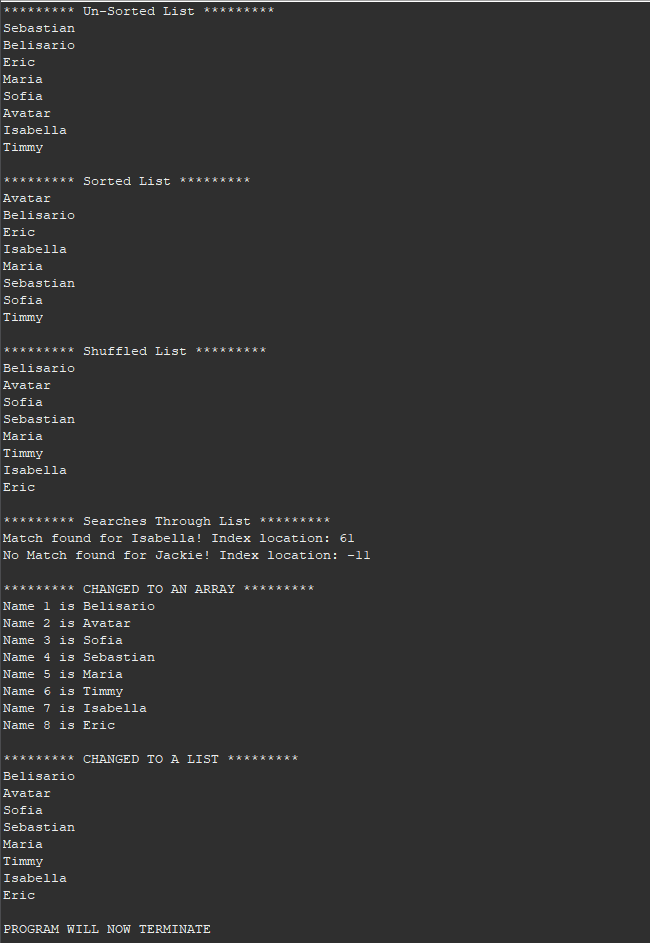 ********* Un-Sorted List *********
Sebastian
Belisario
Eric
Maria
Sofia
Avatar
Isabella
Timmy
********* Sorted List *********
Avatar
Belisario
Eric
Isabella
Maria
Sebastian
Sofia
Timmy
********* Shuffled List *********
Belisario
Avatar
Sofia
Sebastian
Maria
Timmy
Isabella
Eric
********* Searches Through List *********
Match found for Isabella! Index location: 61
No Match found for Jackie! Index location: -11
********* CHANGED TO AN ARRAY *********
Name 1 is Belisario
Name 2 is Avatar
Name 3 is Sofia
Name 4 is Sebastian
Name 5 is Maria
Name 6 is Timmy
Name 7 is Isabella
Name 8 is Eric
********* CHANGED TO A LIST *********
Belisario
Avatar
Sofia
Sebastian
Maria
Timmy
Isabella
Eric
PROGRAM WILL NOW TERMINATE